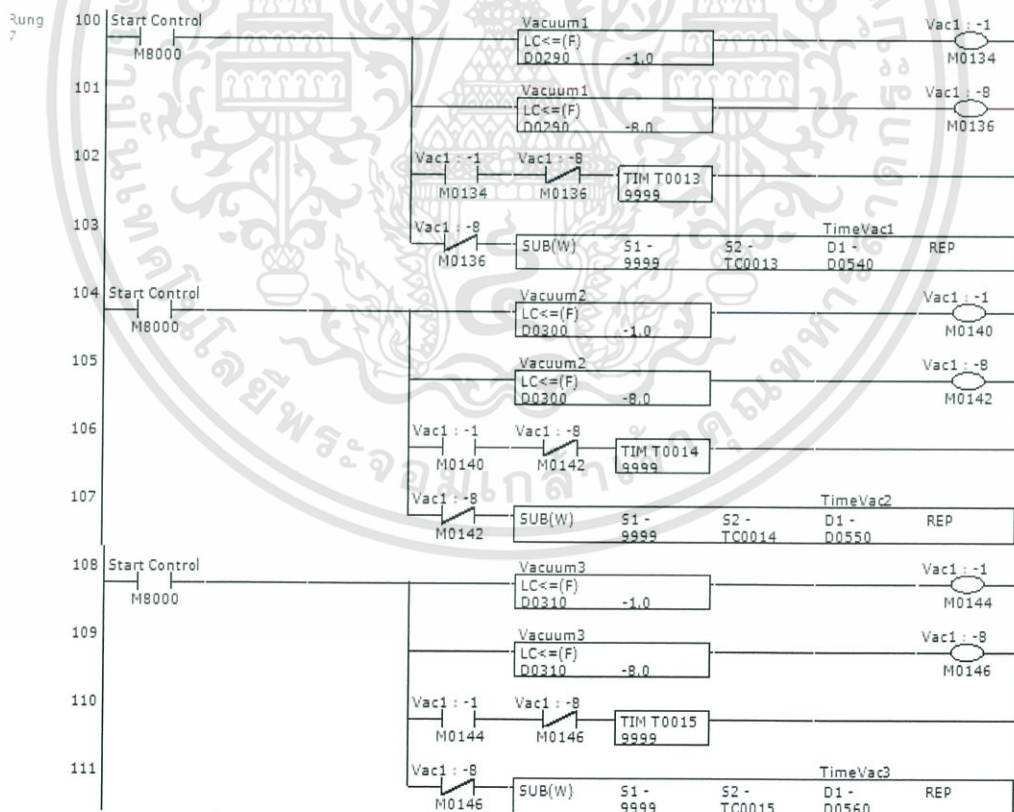 Rung 100 Start Control Vacuum1 Vac1 : -1
7 LC<=(F)
M8000 D0290 -1.0 M0134
101 Vacuum1 Vac1 : -8
LC<=(F)
D0290 -8.0 M0136
102 Vac1 : -1 Vac1 : -8
TIM T0013
M0134 M0136 9999
103 Vac1 : -8 TimeVac1
SUB(W) S1 - S2 - D1 - REP
M0136 9999 TC0013 D0540
104 Start Control Vacuum2 Vac1 : -1
LC<=(F)
M8000 D0300 -1.0 M0140
105 Vacuum2 Vac1 : -8
LC<=(F)
D0300 -8.0 M0142
106 Vac1 : -1 Vac1 : -8
TIM T0014
M0140 M0142 9999
107 Vac1 : -8 TimeVac2
SUB(W) S1 - S2 - D1 - REP
M0142 9999 TC0014 D0550
108 Start Control Vacuum3 Vac1 : -1
LC<=(F)
M8000 D0310 -1.0 M0144
109 Vacuum3 Vac1 : -8
LC<=(F)
D0310 -8.0 M0146
110 Vac1 : -1 Vac1 : -8
TIM T0015
M0144 M0146 9999
111 Vac1 : -8 TimeVac3
SUB(W) S1 - S2 - D1 - REP
M0146 9999 TC0015 D0560